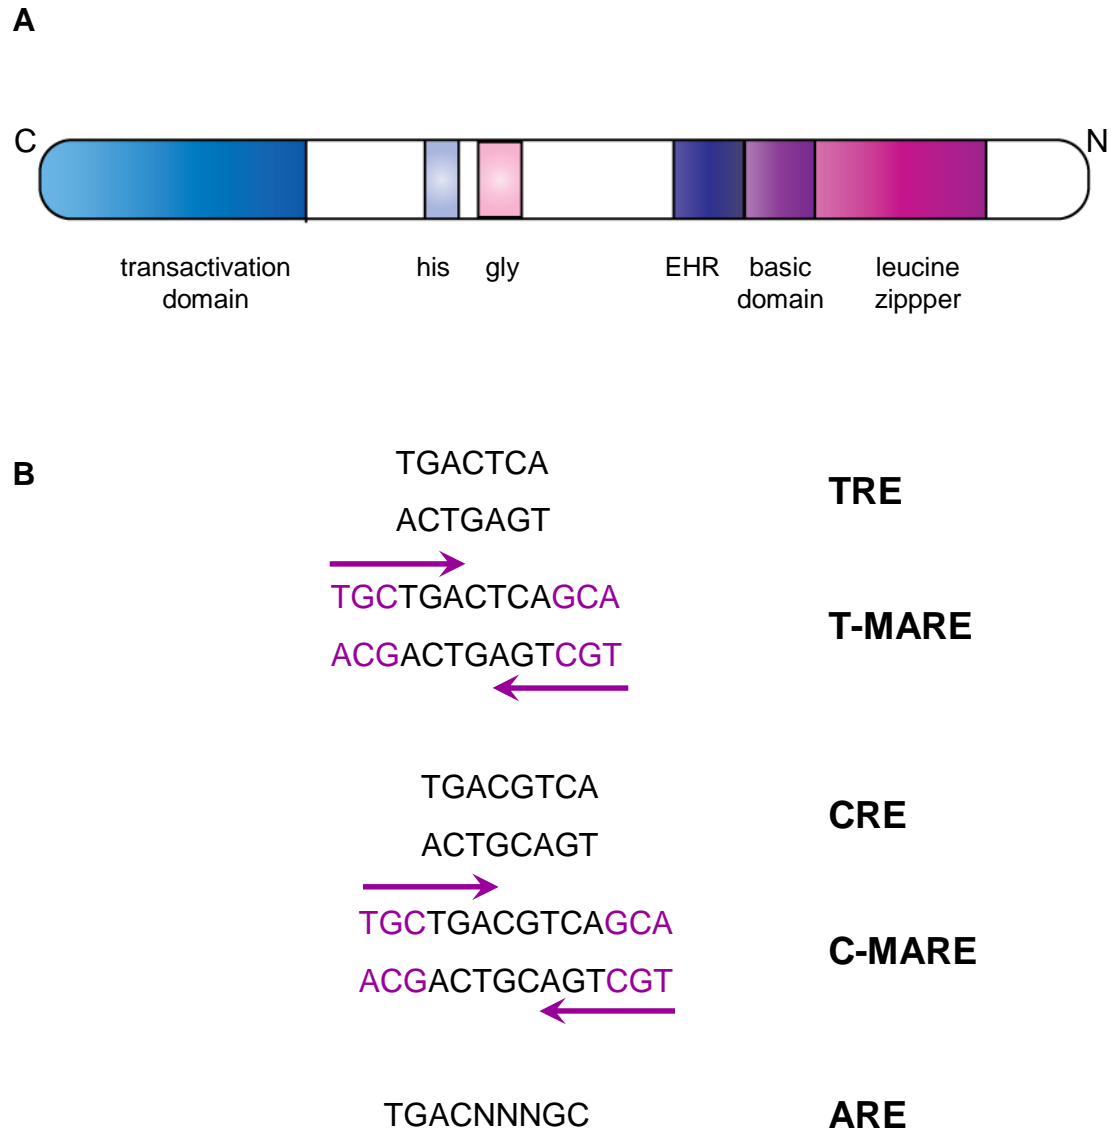 A
C
N
transactivation domain
his
gly
EHR
basic domain
leucine zippper
B
TGACTCA
TRE
ACTGAGT
TGCTGACTCAGCA
T-MARE
ACGACTGAGTCGT
TGACGTCA
CRE
ACTGCAGT
TGCTGACGTCAGCA
C-MARE
ACGACTGCAGTCGT
TGACNNNGC
ARE